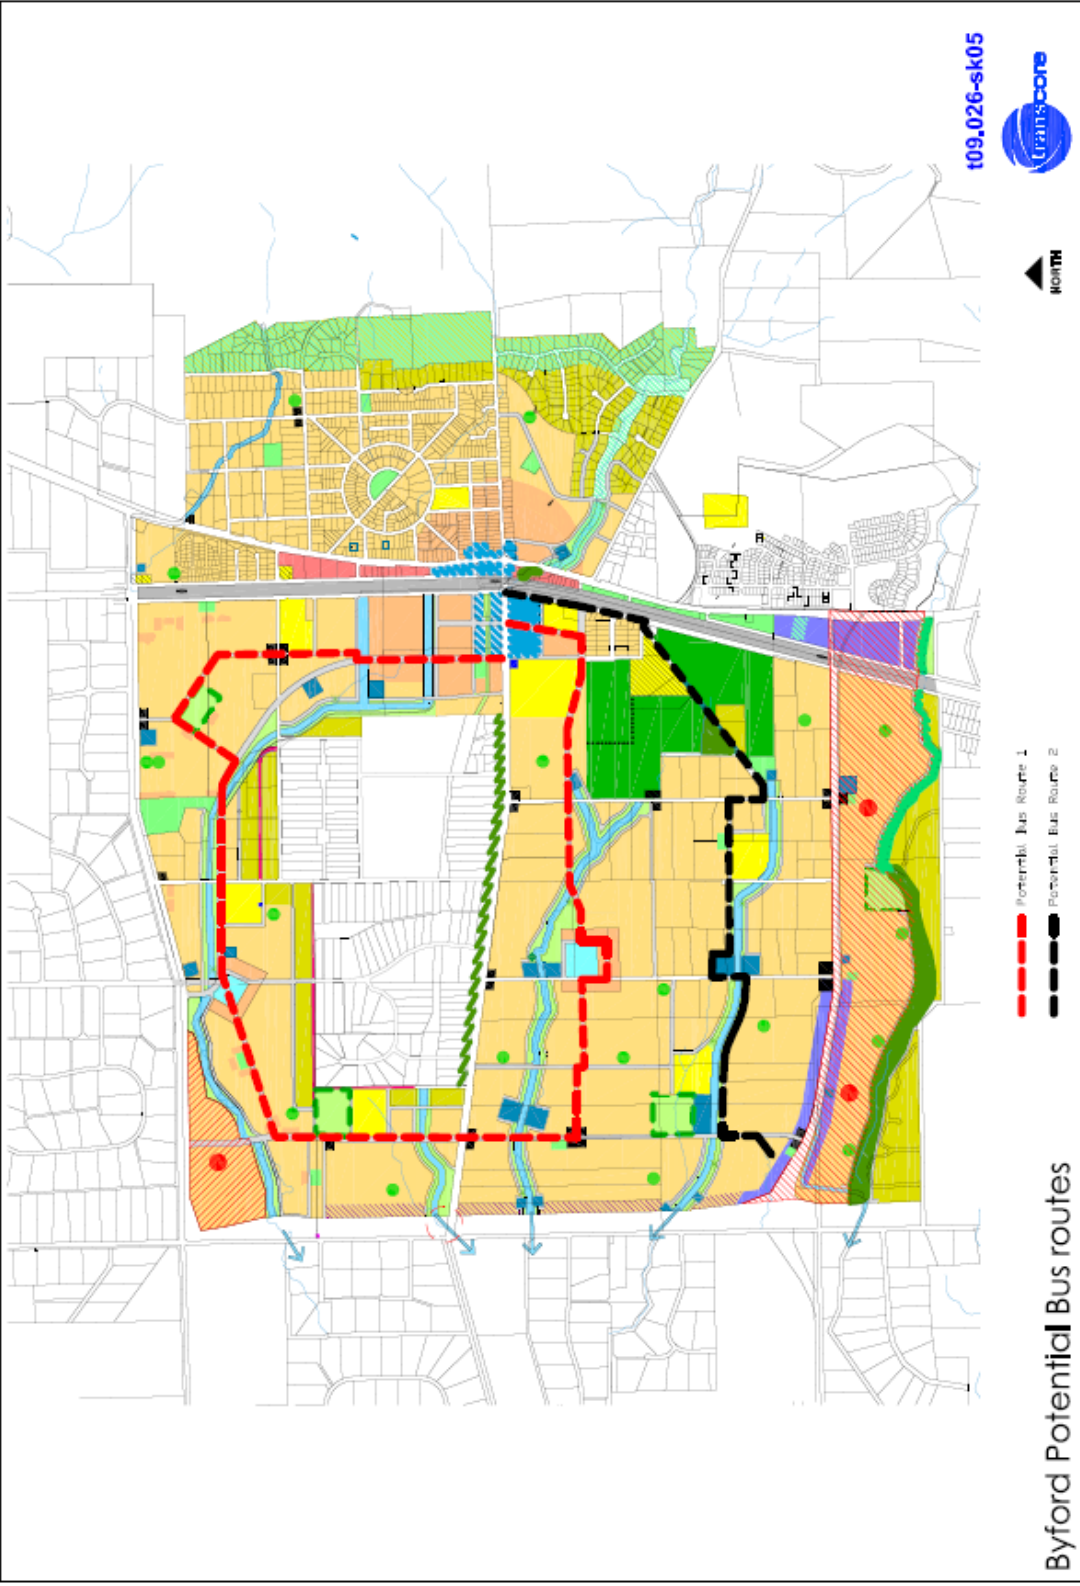 t09.026-sk05
transcore
NORTH
Potential Bus Route 1
Potential Bus Route 2
Byford Potential Bus routes